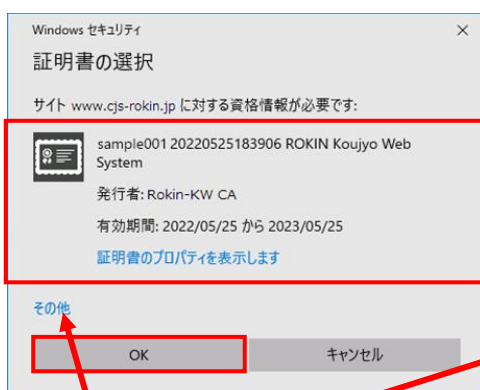 Windows セキュリティ
証明書の選択
サイト www.cjs-rokin.jp に対する資格情報が必要です:
sample001 20220525183906 ROKIN Koujyo Web
System
発行者: Rokin-KW CA
有効期間: 2022/05/25 から 2023/05/25
証明書のプロパティを表示します
その他
OK
キャンセル